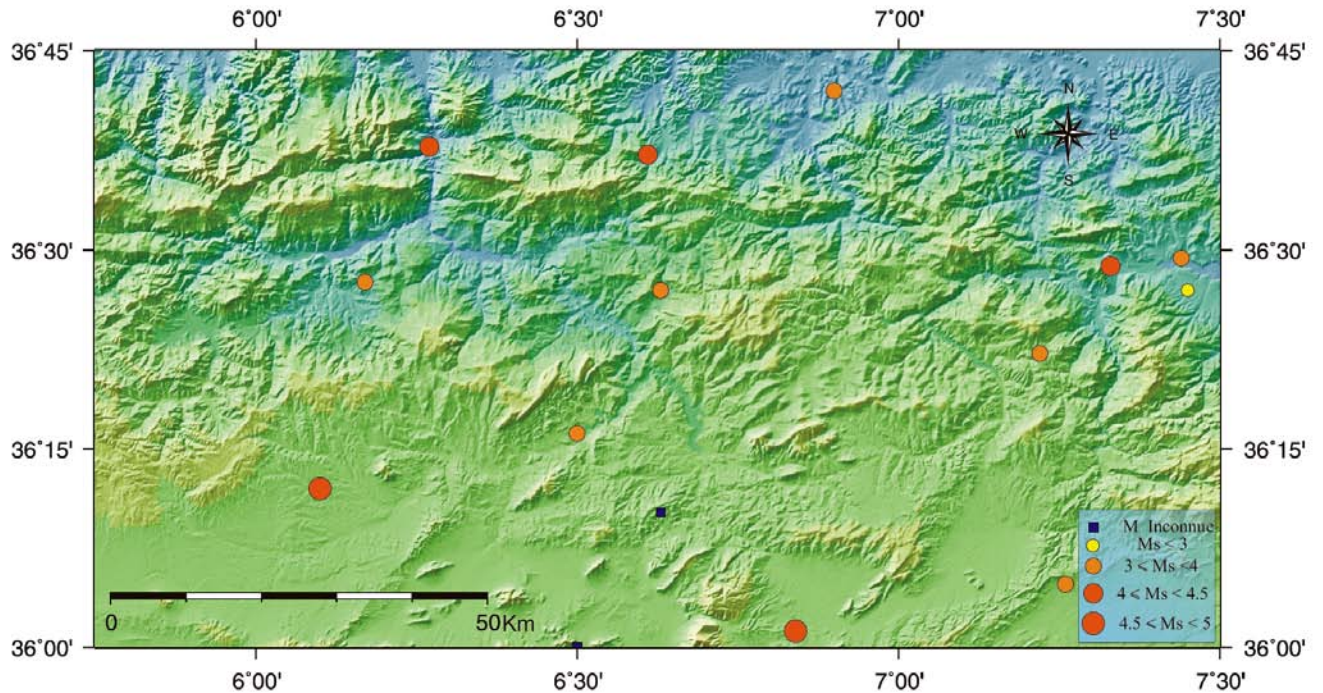 6°00' 6°30' 7°00' 7°30'
36°45' 36°45'
N
W E
S
36°30' 36°30'
36°15' 36°15'
M Inconnue
Ms < 3
3 < Ms <4
4 < Ms < 4.5
4.5 < Ms < 5
0 50Km
36°00' 36°00'
6°00' 6°30' 7°00' 7°30'